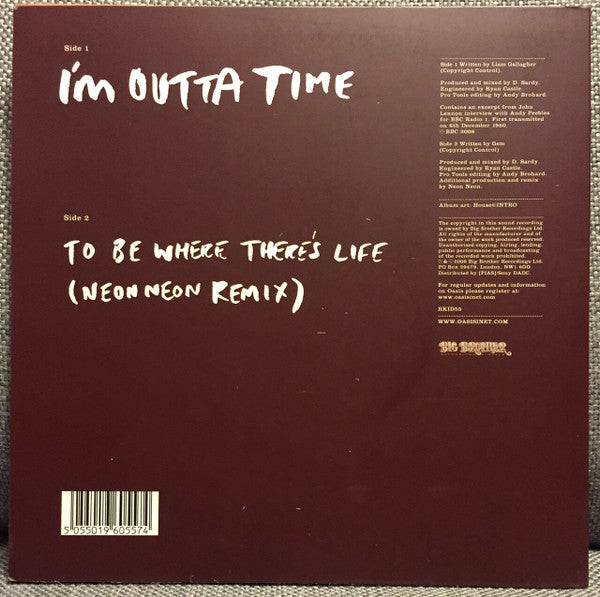 Side 1
I'M OUTTA TIME
Side 2
TO BE WHERE THERE'S LIFE
(NEON NEON REMIX)
Side 1 Written by Liam Gallagher
(Copyright Control).
Produced and mixed by D. Sardy.
Engineered by Ryan Castle.
Pro Tools editing by Andy Brohard.
Contains an excerpt from John
Lennon interview with Andy Peebles
for BBC Radio 1. First transmitted
on 6th December 1980.
© BBC 2008
Side 2 Written by Gem
(Copyright Control)
Produced and mixed by D. Sardy.
Engineered by Ryan Castle.
Pro Tools editing by Andy Brohard.
Additional production and remix
by Neon Neon.
Album art: House@INTRO
The copyright in this sound recording
is owned by Big Brother Recordings Ltd.
All rights of the manufacturer and of
the owner of the work produced reserved.
Unauthorised copying, hiring, lending,
public performance and broadcasting
of the recorded work prohibited.
℗ & © 2008 Big Brother Recordings Ltd.
PO Box 29479, London, NW1 6GG
Distributed by [PIAS]/Sony DADC.
For regular updates and information
on Oasis please register at:
www.oasisinet.com
RKID55
WWW.OASISINET.COM
BIG BROTHER
5 055019 605574